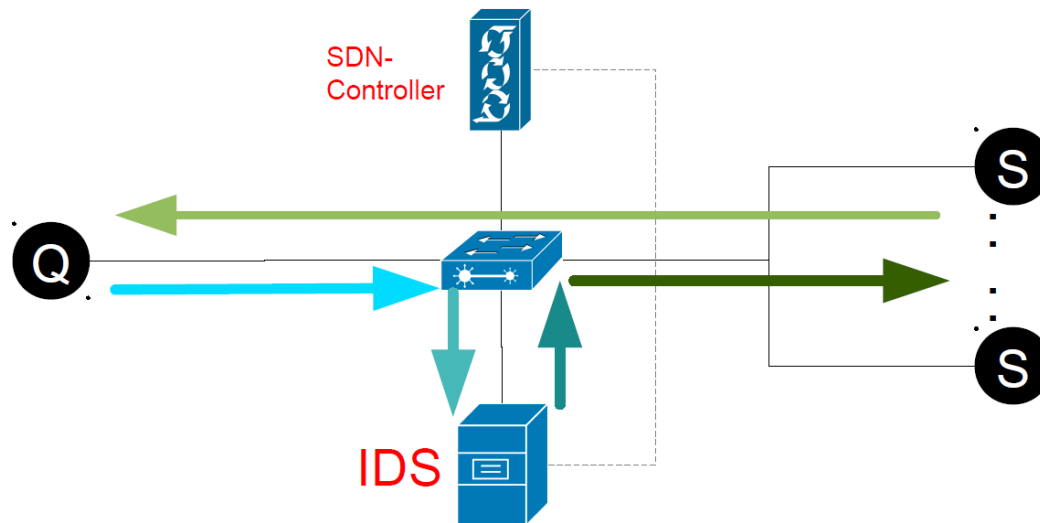 SDN-
Controller
S
Q
S
IDS